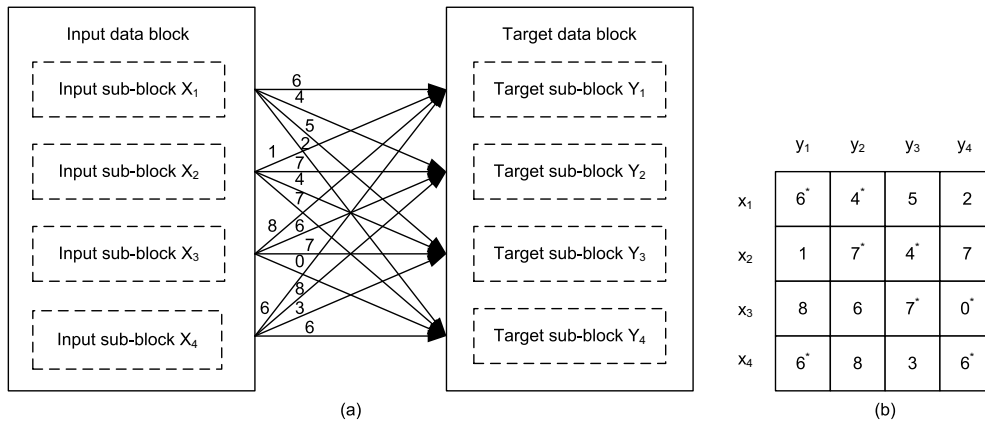 Input data block
Target data block
Input sub-block X1
Input sub-block X2
Input sub-block X3
Input sub-block X4
6
4
5
2
1
7
4
7
8
6
7
0
8
6
3
6
Target sub-block Y1
Target sub-block Y2
Target sub-block Y3
Target sub-block Y4
(a)
y1 y2 y3 y4
x1 6* 4* 5 2
x2 1 7* 4* 7
x3 8 6 7* 0*
x4 6* 8 3 6*
(b)